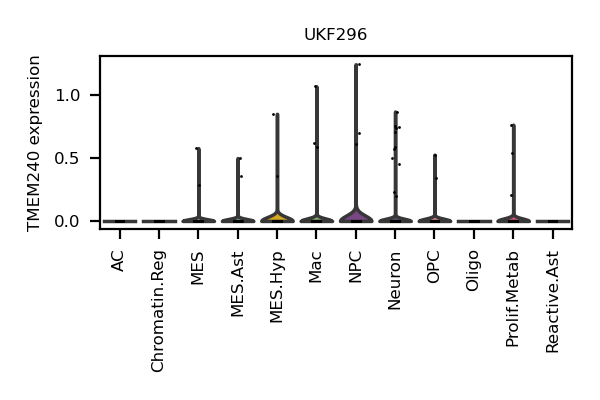 UKF296
TMEM240 expression
1.0
0.5
0.0
AC
Chromatin.Reg
MES
MES.Ast
MES.Hyp
Mac
NPC
Neuron
OPC
Oligo
Prolif.Metab
Reactive.Ast